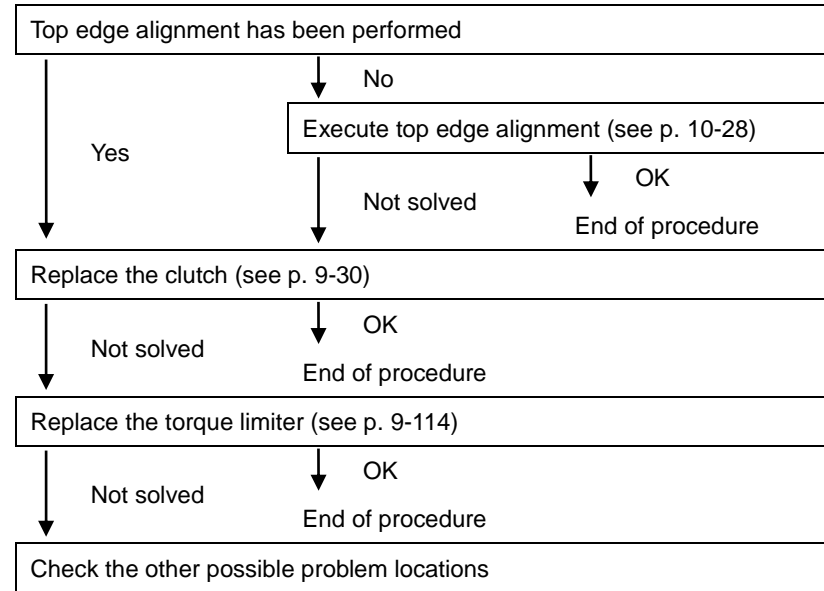 Top edge alignment has been performed
No
Execute top edge alignment (see p. 10-28)
Yes
OK
Not solved
End of procedure
Replace the clutch (see p. 9-30)
OK
Not solved
End of procedure
Replace the torque limiter (see p. 9-114)
OK
Not solved
End of procedure
Check the other possible problem locations